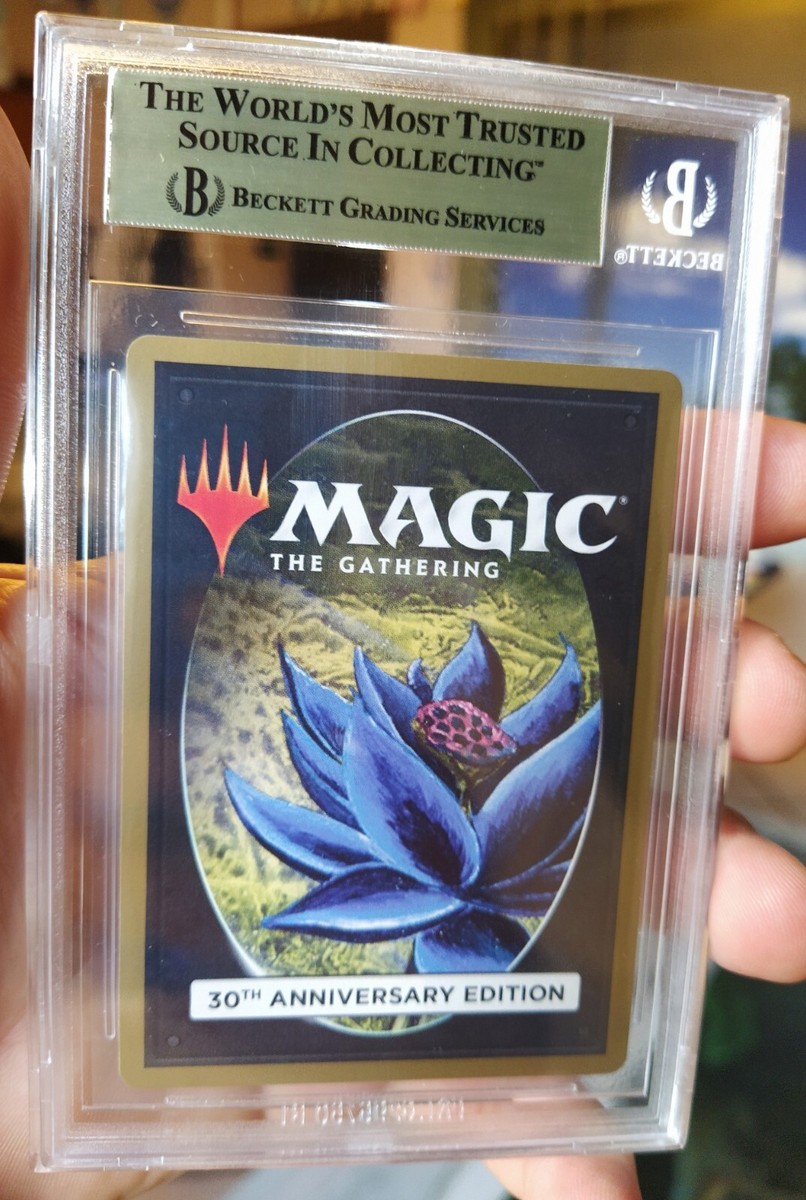 THE WORLD'S MOST TRUSTED
SOURCE IN COLLECTING™
B BECKETT GRADING SERVICES
B
BECKETT®
MAGIC®
THE GATHERING
30TH ANNIVERSARY EDITION